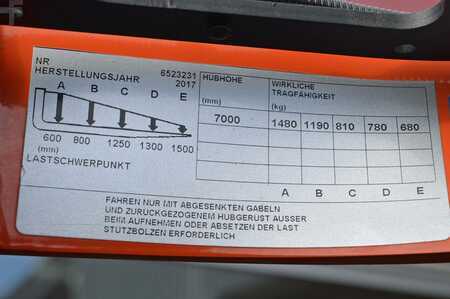 NR 6523231
HERSTELLUNGSJAHR 2017
A B C D E
600 800 1250 1300 1500
(mm)
LASTSCHWERPUNKT
HUBHÖHE
(mm)
WIRKLICHE
TRAGFÄHIGKEIT
(kg)
7000 1480 1190 810 780 680
A B C D E
FAHREN NUR MIT ABGESENKTEN GABELN
UND ZURÜCKGEZOGENEM HUBGERÜST AUSSER
BEIM AUFNEHMEN ODER ABSETZEN DER LAST
STÜTZBOLZEN ERFORDERLICH